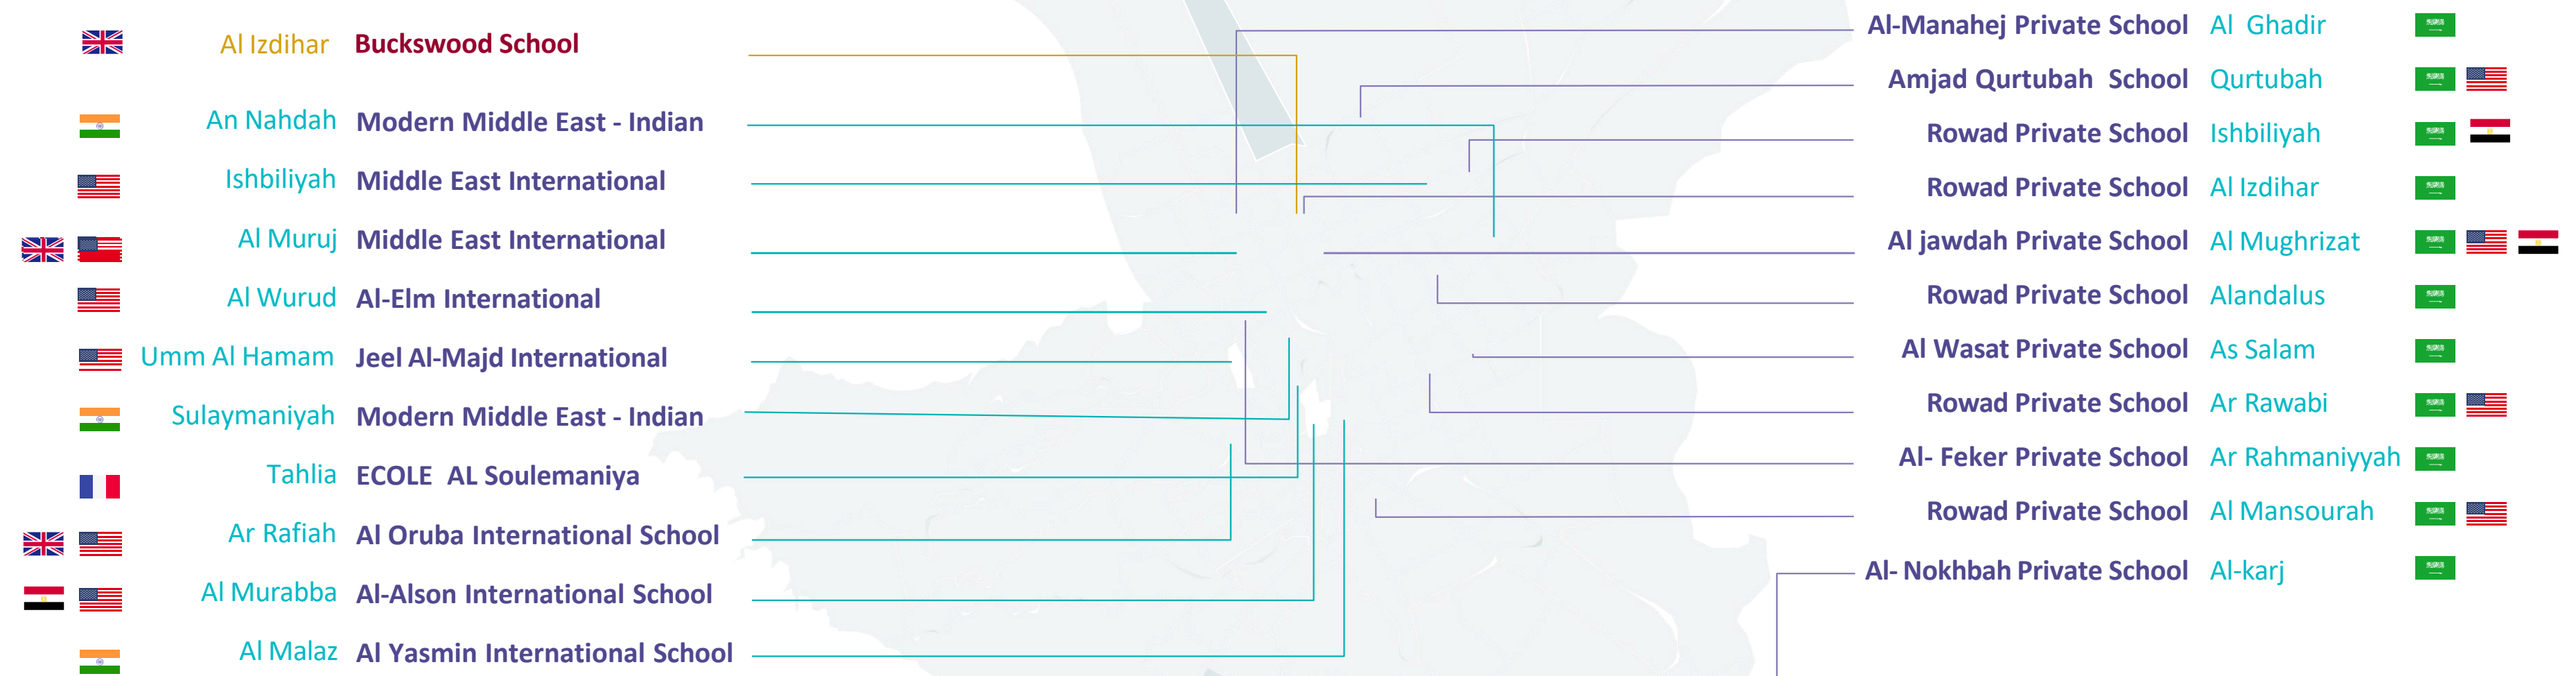 Al Izdihar Buckswood School
An Nahdah Modern Middle East - Indian
Ishbiliyah Middle East International
Al Muruj Middle East International
Al Wurud Al-Elm International
Umm Al Hamam Jeel Al-Majd International
Sulaymaniyah Modern Middle East - Indian
Tahlia ECOLE AL Soulemaniya
Ar Rafiah Al Oruba International School
Al Murabba Al-Alson International School
Al Malaz Al Yasmin International School
Al-Manahej Private School Al Ghadir
Amjad Qurtubah School Qurtubah
Rowad Private School Ishbiliyah
Rowad Private School Al Izdihar
Al jawdah Private School Al Mughrizat
Rowad Private School Alandalus
Al Wasat Private School As Salam
Rowad Private School Ar Rawabi
Al- Feker Private School Ar Rahmaniyyah
Rowad Private School Al Mansourah
Al- Nokhbah Private School Al-karj